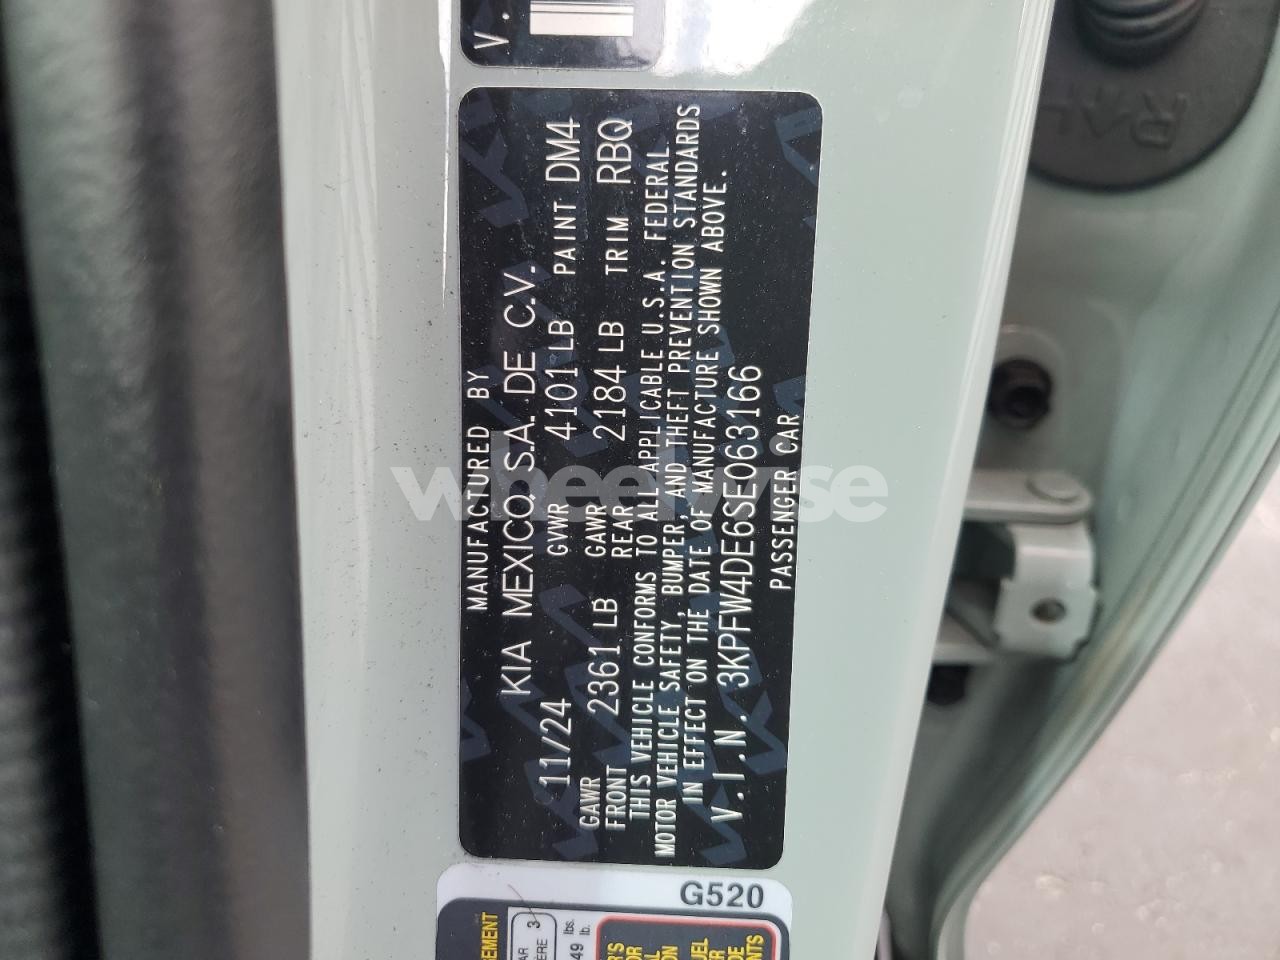 V.
MANUFACTURED BY
KIA MEXICO, S.A. DE C.V.
11/24 GVWR 4101 LB PAINT DM4
GAWR FRONT 2361 LB GAWR REAR 2184 LB TRIM RBQ
THIS VEHICLE CONFORMS TO ALL APPLICABLE U.S.A. FEDERAL
MOTOR VEHICLE SAFETY, BUMPER, AND THEFT PREVENTION STANDARDS
IN EFFECT ON THE DATE OF MANUFACTURE SHOWN ABOVE.
V.I.N. 3KPFW4DE6SE063166
PASSENGER CAR
wheelwise
G520